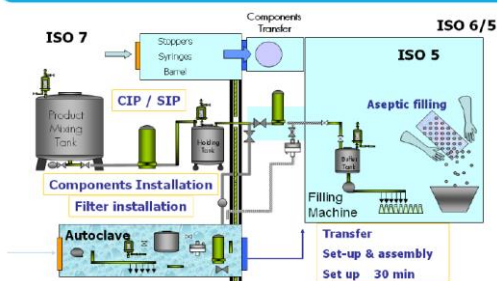 Components
Transfer
ISO 6/5
ISO 7
Stoppers
Syringes
Barrel
ISO 5
CIP / SIP
Aseptic filling
Product
Mixing
Tank
Holding
Tank
Buffer
Tank
Components Installation
Filter installation
Filling
Machine
Autoclave
Transfer
Set-up & assembly
Set up 30 min